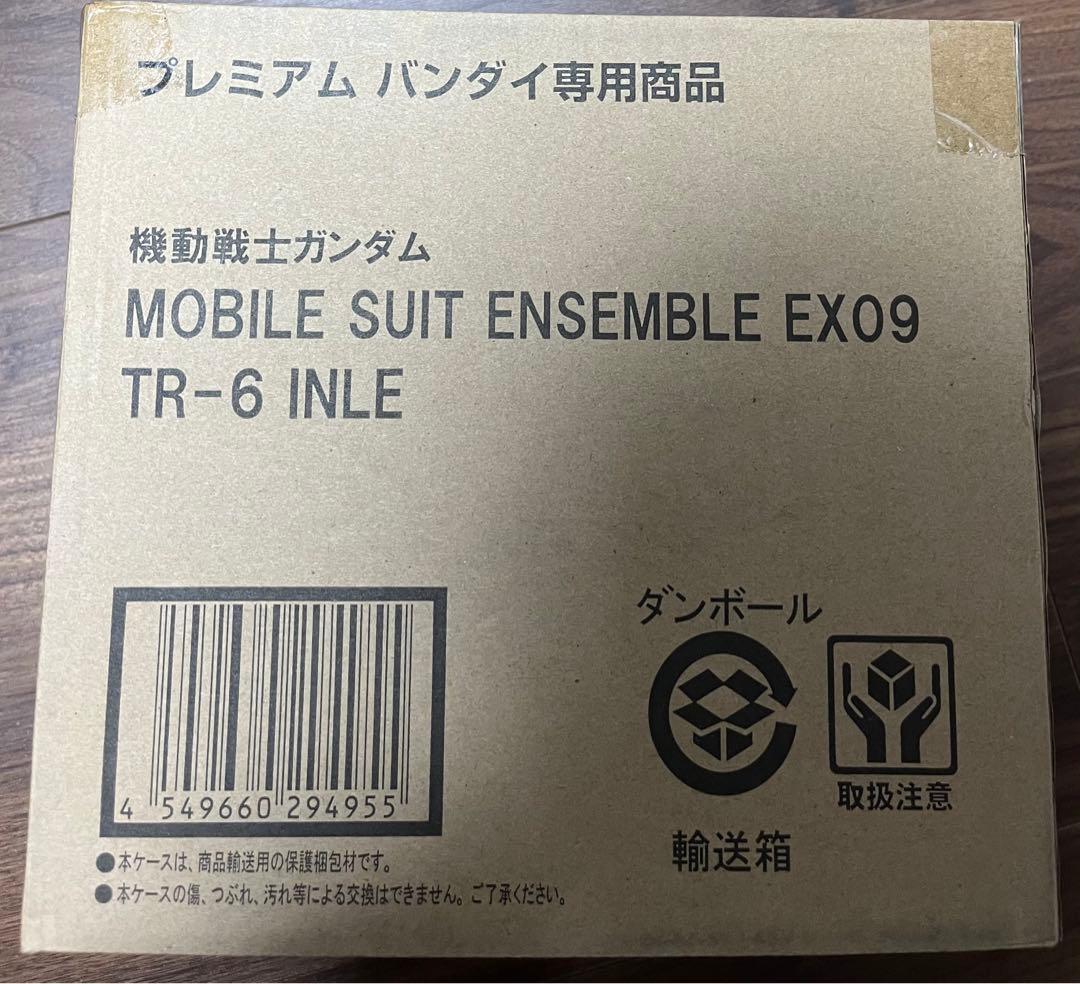 プレミアム バンダイ専用商品
機動戦士ガンダム
MOBILE SUIT ENSEMBLE EX09
TR-6 INLE
ダンボール
取扱注意
4 549660 294955
輸送箱
●本ケースは、商品輸送用の保護梱包材です。
●本ケースの傷、つぶれ、汚れ等による交換はできません。ご了承ください。